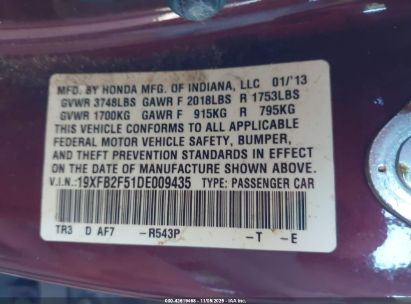 MFD. BY HONDA MFG. OF INDIANA, LLC 01/'13
GVWR 3748LBS GAWR F 2018LBS R 1753LBS
GVWR 1700KG GAWR F 915KG R 795KG
THIS VEHICLE CONFORMS TO ALL APPLICABLE
FEDERAL MOTOR VEHICLE SAFETY, BUMPER,
AND THEFT PREVENTION STANDARDS IN EFFECT
ON THE DATE OF MANUFACTURE SHOWN ABOVE.
V.I.N.:19XFB2F51DE009435 TYPE: PASSENGER CAR
TR3 D AF7 –R543P –T –E